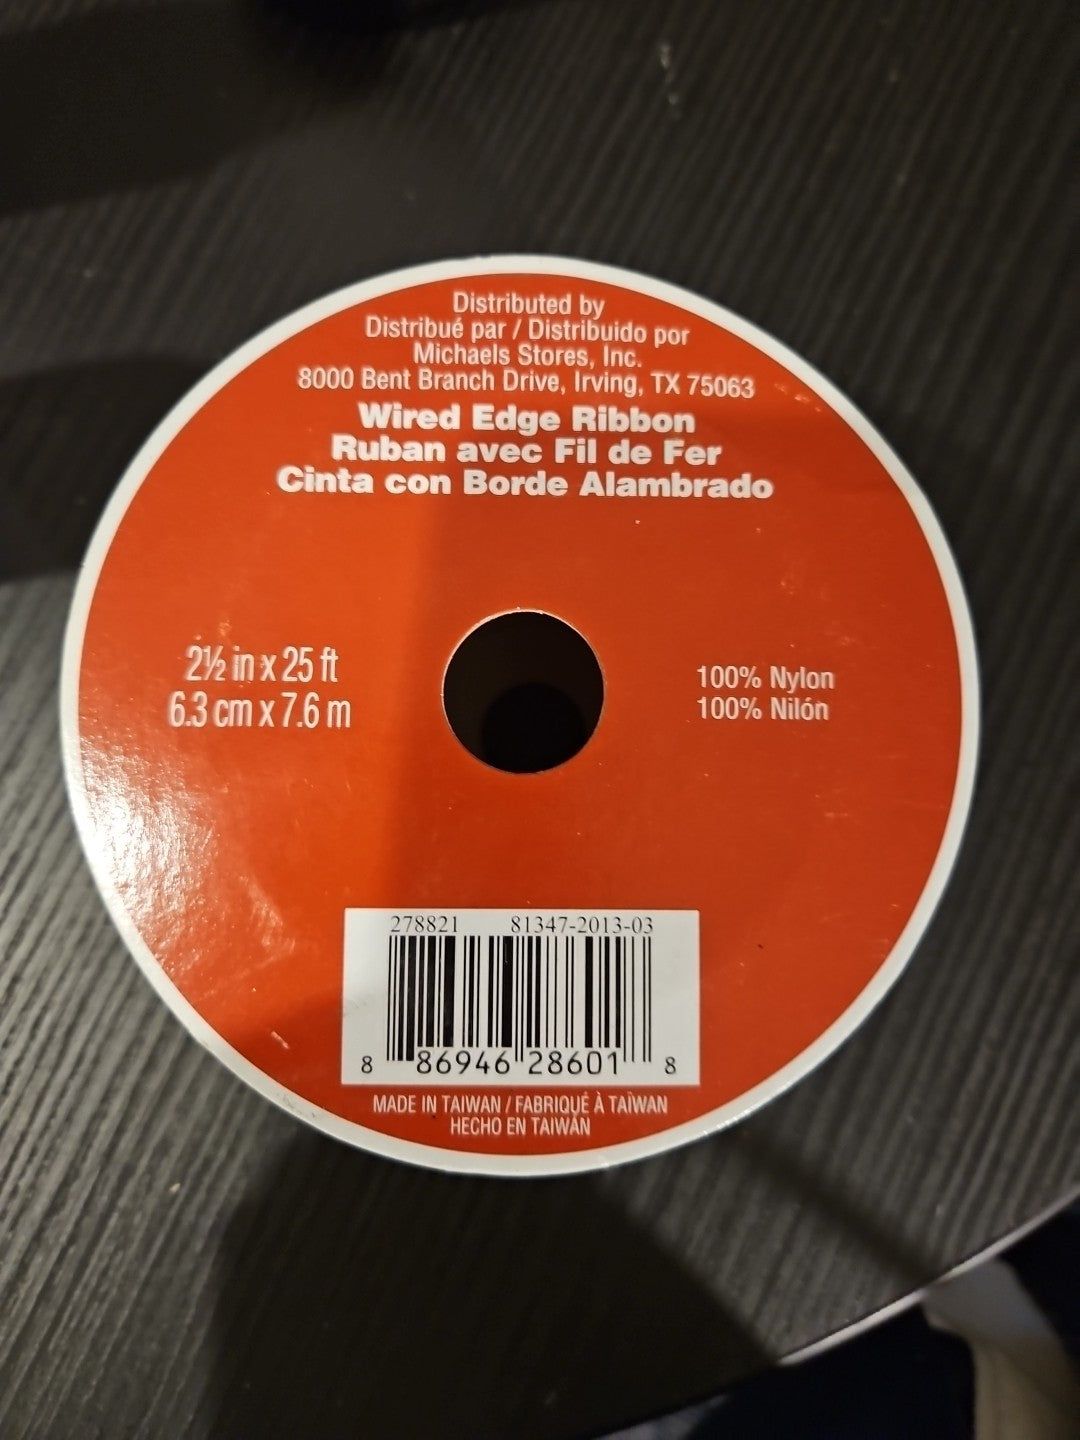 Distributed by
Distribué par / Distribuido por
Michaels Stores, Inc.
8000 Bent Branch Drive, Irving, TX 75063
Wired Edge Ribbon
Ruban avec Fil de Fer
Cinta con Borde Alambrado
2½ in x 25 ft
6.3 cm x 7.6 m
100% Nylon
100% Nilón
278821 81347-2013-03
8 86946 28601 8
MADE IN TAIWAN / FABRIQUÉ À TAÏWAN
HECHO EN TAIWÁN